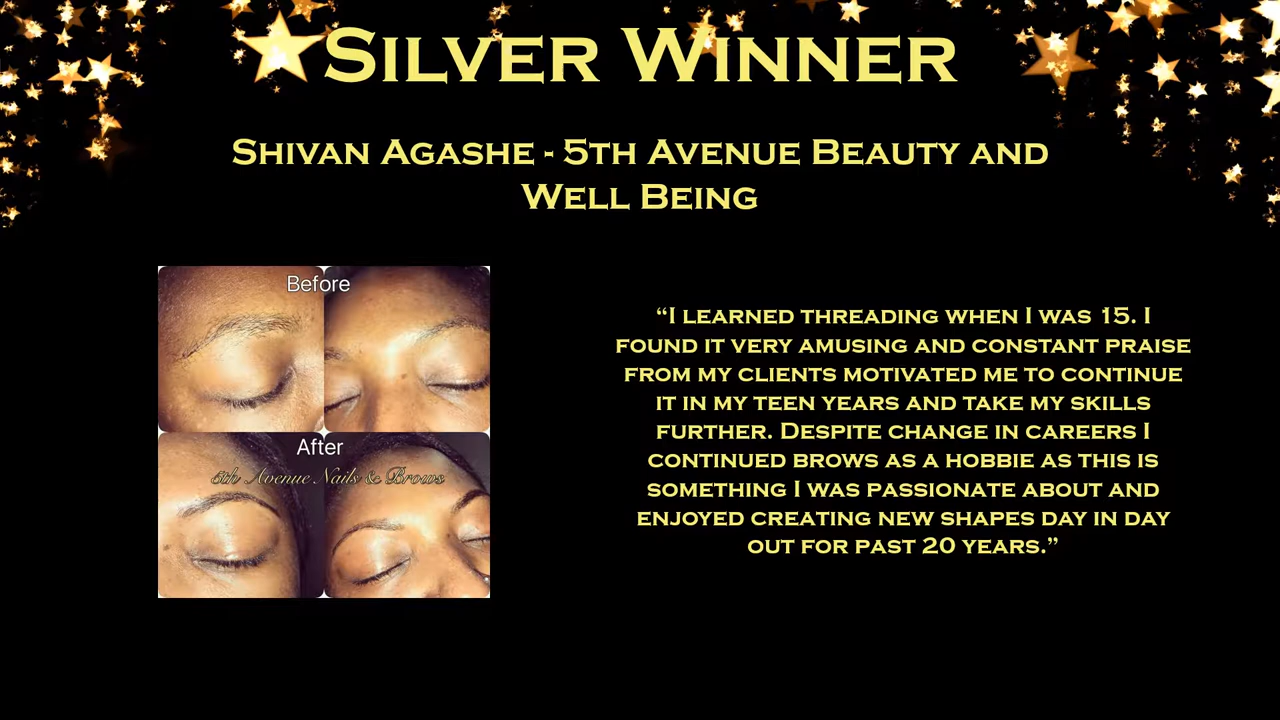 Silver Winner
Shivan Agashe - 5th Avenue Beauty and
Well Being
Before
After
5th Avenue Nails & Brows
“I learned threading when I was 15. I
found it very amusing and constant praise
from my clients motivated me to continue
it in my teen years and take my skills
further. Despite change in careers I
continued brows as a hobbie as this is
something I was passionate about and
enjoyed creating new shapes day in day
out for past 20 years.”